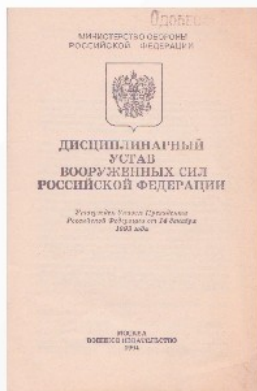 МИНИСТЕРСТВО ОБОРОНЫ
РОССИЙСКОЙ ФЕДЕРАЦИИ
ДИСЦИПЛИНАРНЫЙ
УСТАВ
ВООРУЖЕННЫХ СИЛ
РОССИЙСКОЙ ФЕДЕРАЦИИ
Утвержден Указом Президента
Российской Федерации от 14 декабря
1993 года
МОСКВА
ВОЕННОЕ ИЗДАТЕЛЬСТВО
1994